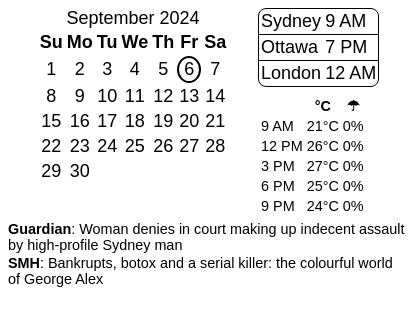 September 2024
Su Mo Tu We Th Fr Sa
1 2 3 4 5 6 7
8 9 10 11 12 13 14
15 16 17 18 19 20 21
22 23 24 25 26 27 28
29 30
Sydney 9 AM
Ottawa 7 PM
London 12 AM
°C ☂
9 AM 21°C 0%
12 PM 26°C 0%
3 PM 27°C 0%
6 PM 25°C 0%
9 PM 24°C 0%
Guardian: Woman denies in court making up indecent assault
by high-profile Sydney man
SMH: Bankrupts, botox and a serial killer: the colourful world
of George Alex